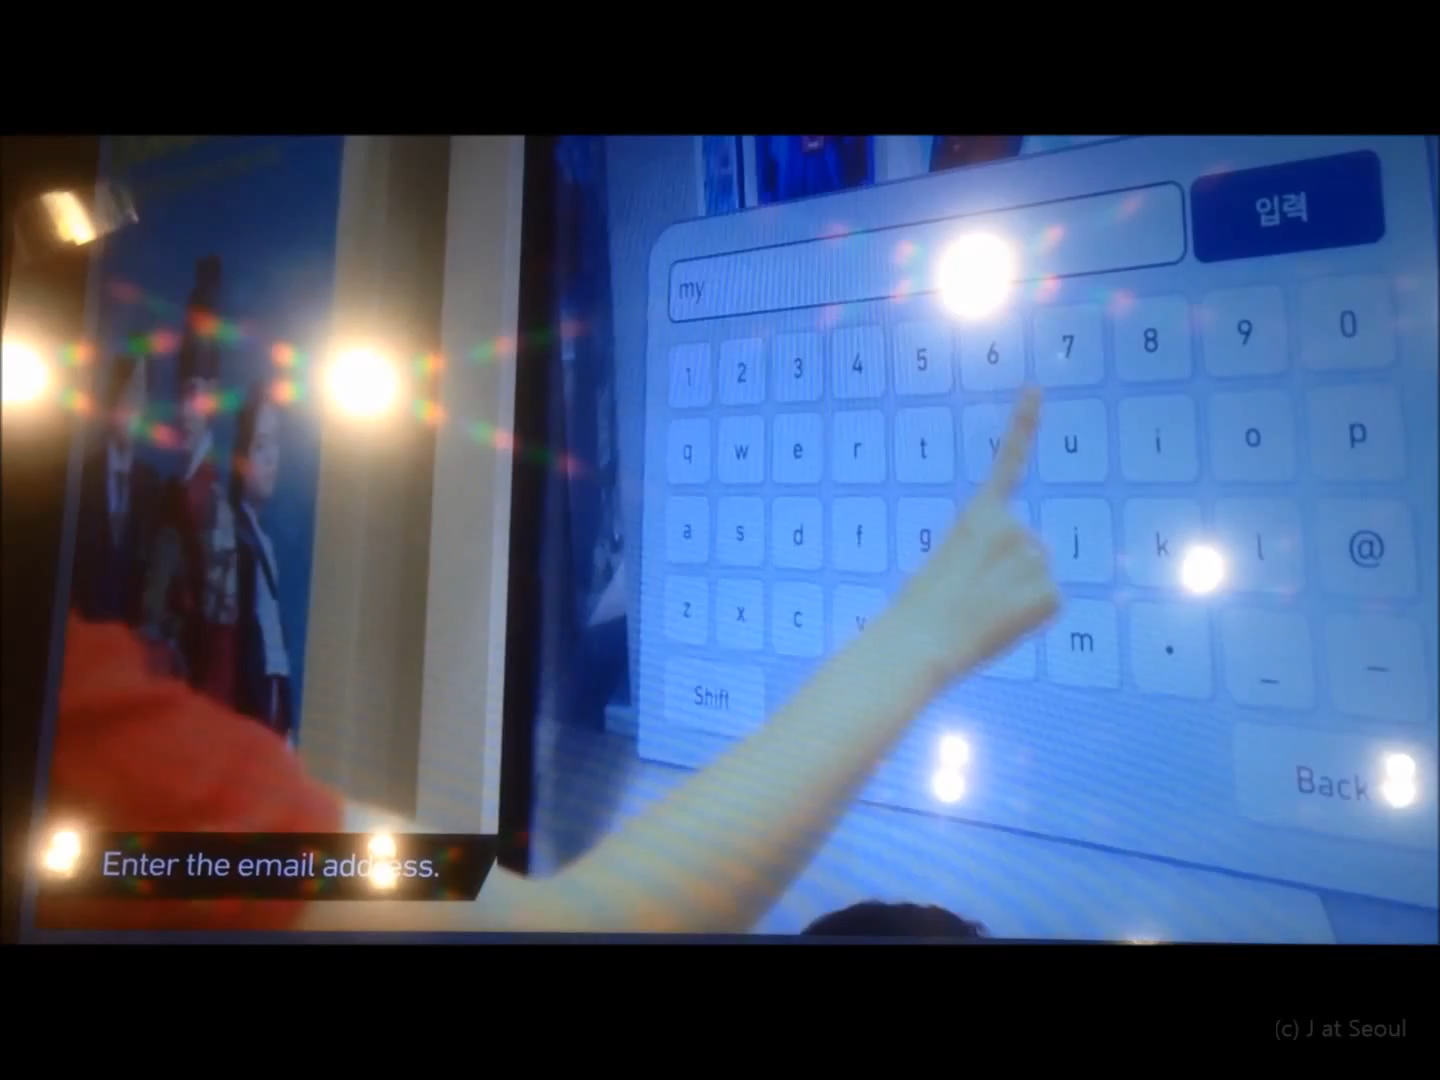 입력
my
1 2 3 4 5 6 7 8 9 0
q w e r t y u i o p
a s d f g j k l @
z x c v m . _ -
Shift
Back
Enter the email address.
(c) J at Seoul